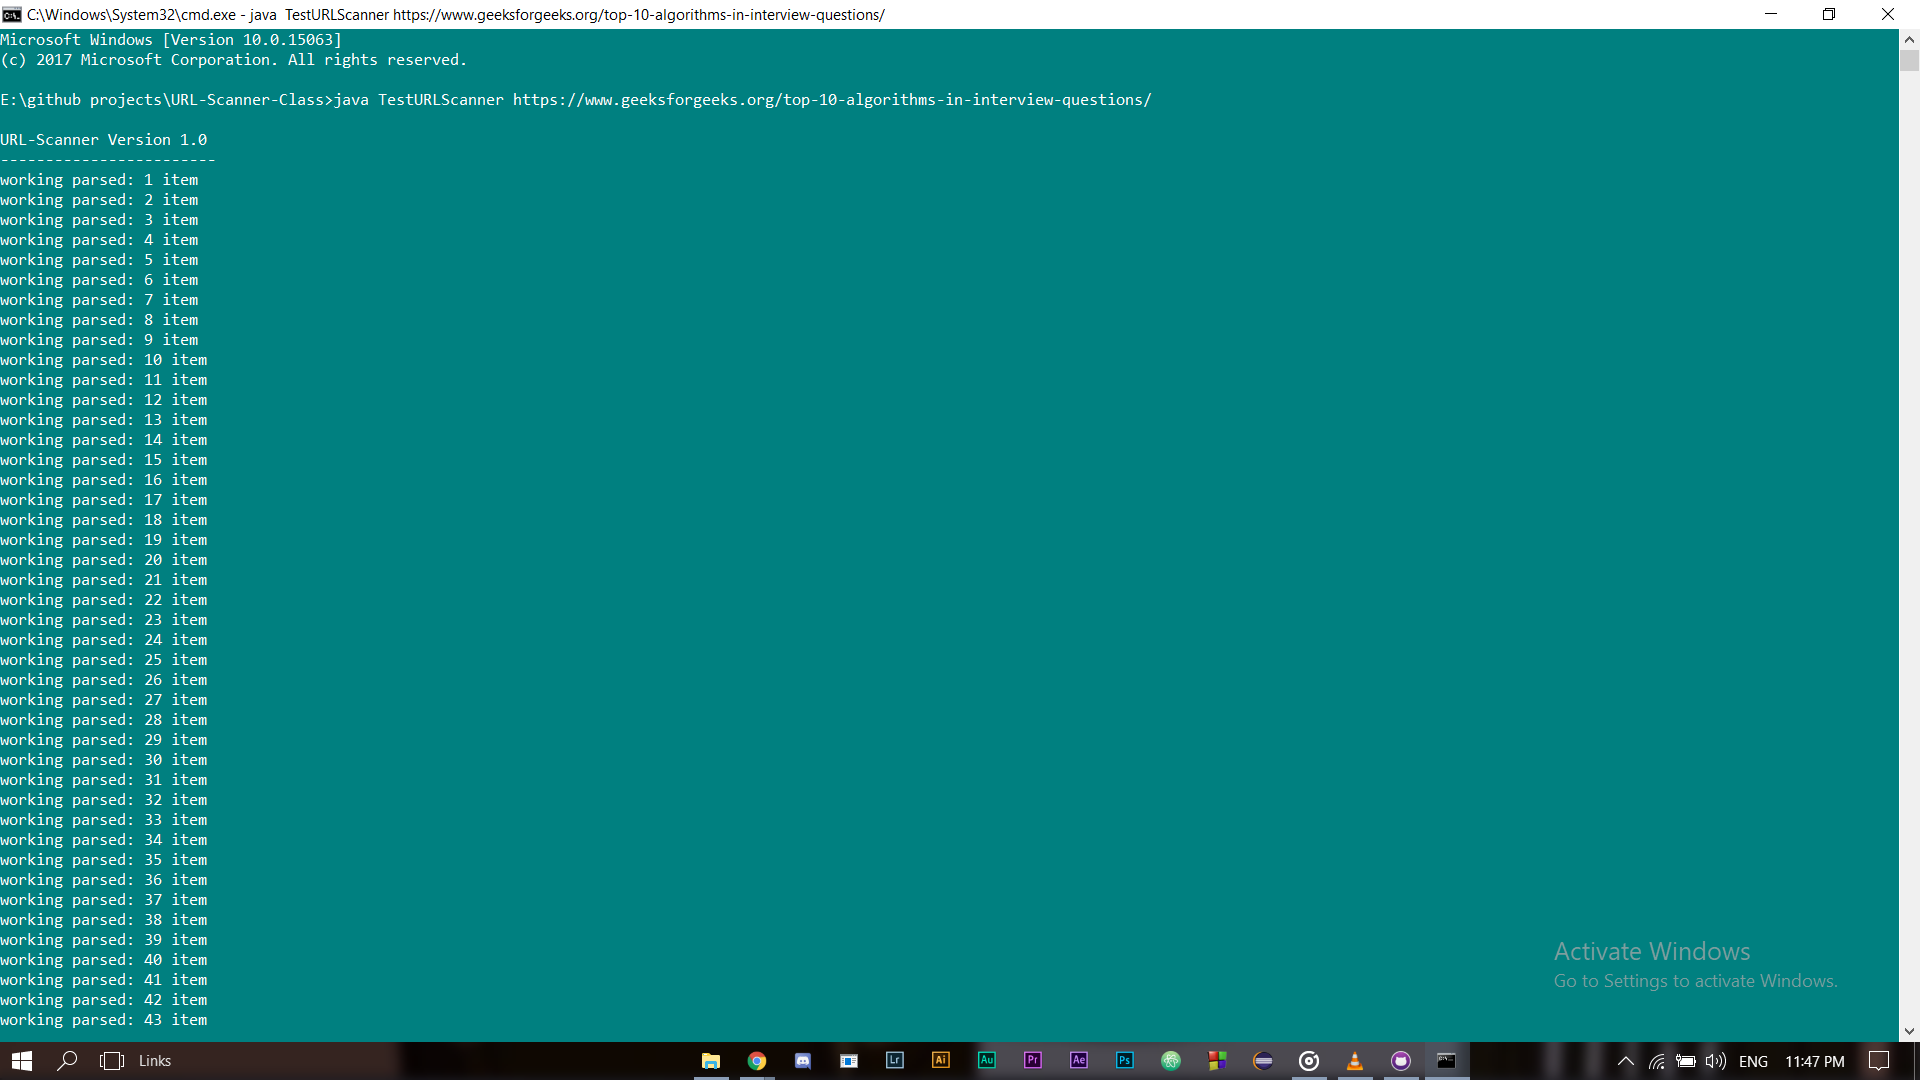 C:\Windows\System32\cmd.exe - java  TestURLScanner https://www.geeksforgeeks.org/top-10-algorithms-in-interview-questions/
Microsoft Windows [Version 10.0.15063]
(c) 2017 Microsoft Corporation. All rights reserved.
E:\github projects\URL-Scanner-Class>java TestURLScanner https://www.geeksforgeeks.org/top-10-algorithms-in-interview-questions/
URL-Scanner Version 1.0
------------------------
working parsed: 1 item
working parsed: 2 item
working parsed: 3 item
working parsed: 4 item
working parsed: 5 item
working parsed: 6 item
working parsed: 7 item
working parsed: 8 item
working parsed: 9 item
working parsed: 10 item
working parsed: 11 item
working parsed: 12 item
working parsed: 13 item
working parsed: 14 item
working parsed: 15 item
working parsed: 16 item
working parsed: 17 item
working parsed: 18 item
working parsed: 19 item
working parsed: 20 item
working parsed: 21 item
working parsed: 22 item
working parsed: 23 item
working parsed: 24 item
working parsed: 25 item
working parsed: 26 item
working parsed: 27 item
working parsed: 28 item
working parsed: 29 item
working parsed: 30 item
working parsed: 31 item
working parsed: 32 item
working parsed: 33 item
working parsed: 34 item
working parsed: 35 item
working parsed: 36 item
working parsed: 37 item
working parsed: 38 item
working parsed: 39 item
working parsed: 40 item
working parsed: 41 item
working parsed: 42 item
working parsed: 43 item
Activate Windows
Go to Settings to activate Windows.
Links Lr Ai Au Pr Ae Ps ENG 11:47 PM